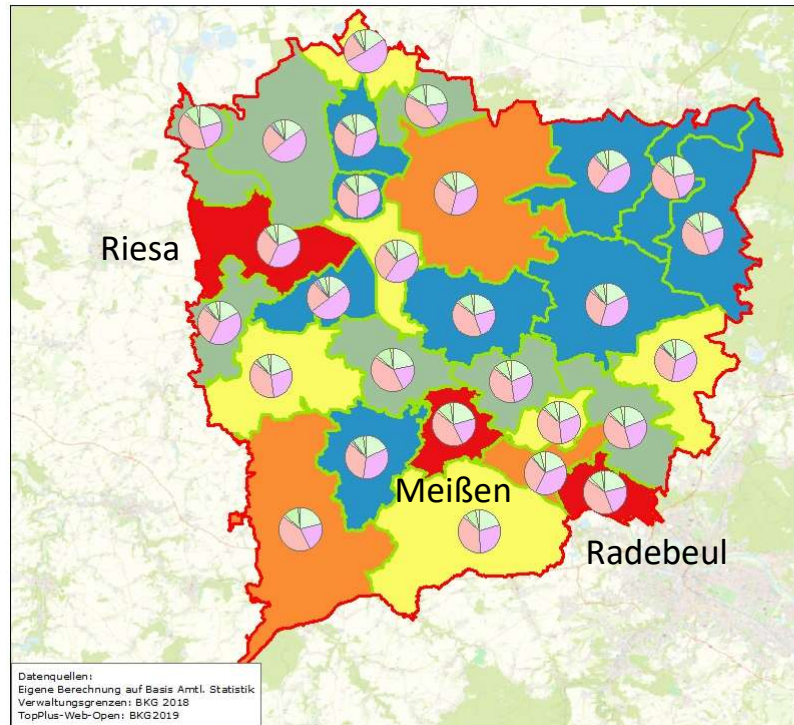 Riesa
Meißen
Radebeul
Datenquellen:
Eigene Berechnung auf Basis Amtl. Statistik
Verwaltungsgrenzen: BKG 2018
TopPlus-Web-Open: BKG2019